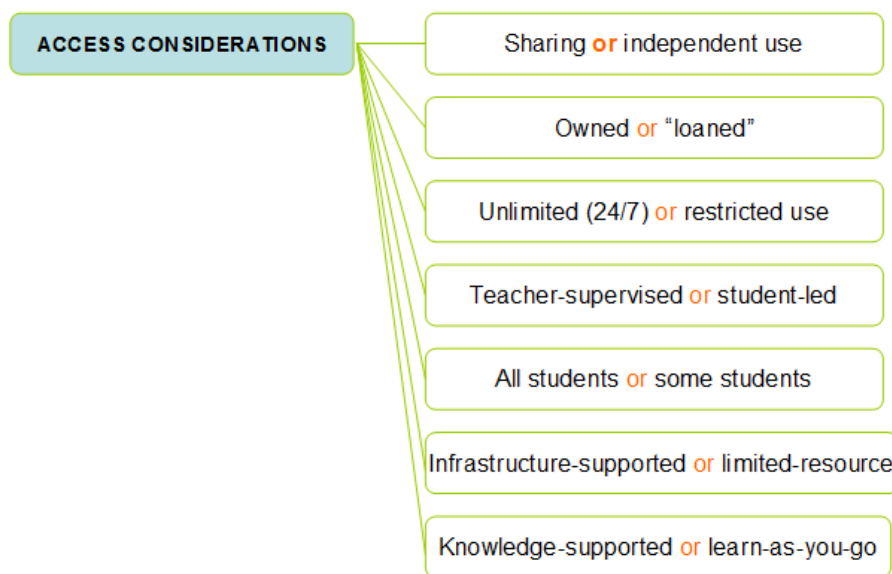 ACCESS CONSIDERATIONS
Sharing or independent use
Owned or “loaned”
Unlimited (24/7) or restricted use
Teacher-supervised or student-led
All students or some students
Infrastructure-supported or limited-resource
Knowledge-supported or learn-as-you-go